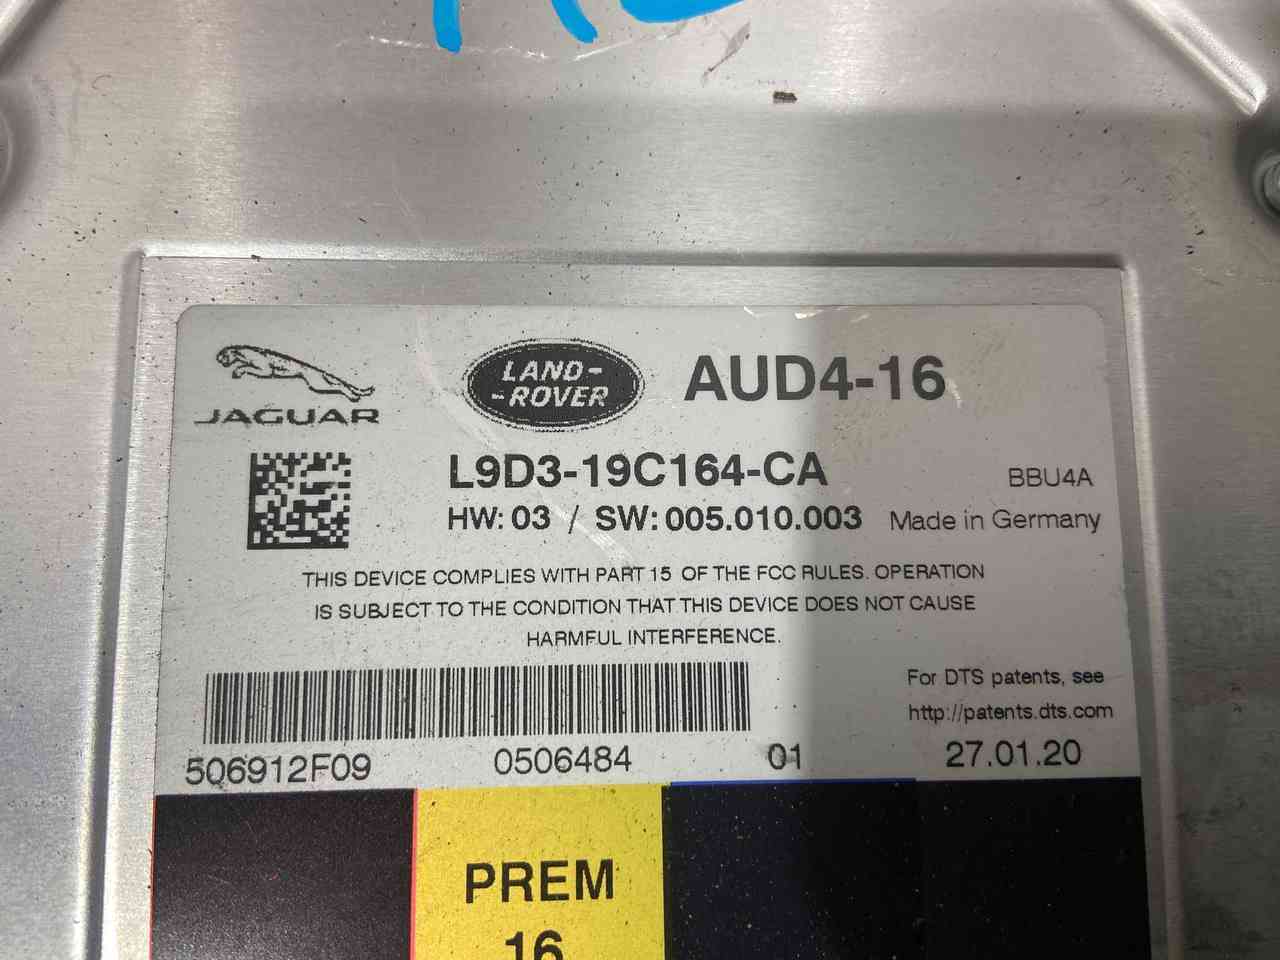 JAGUAR
LAND-
-ROVER
AUD4-16
L9D3-19C164-CA
BBU4A
HW: 03 / SW: 005.010.003
Made in Germany
THIS DEVICE COMPLIES WITH PART 15 OF THE FCC RULES. OPERATION
IS SUBJECT TO THE CONDITION THAT THIS DEVICE DOES NOT CAUSE
HARMFUL INTERFERENCE.
For DTS patents, see
http://patents.dts.com
506912F09 0506484 01 27.01.20
PREM
16